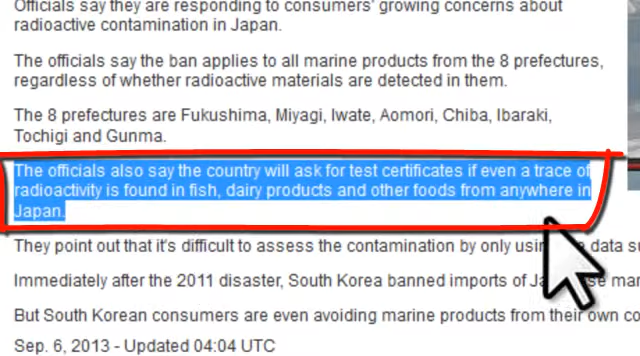 Officials say they are responding to consumers' growing concerns about
radioactive contamination in Japan.
The officials say the ban applies to all marine products from the 8 prefectures,
regardless of whether radioactive materials are detected in them.
The 8 prefectures are Fukushima, Miyagi, Iwate, Aomori, Chiba, Ibaraki,
Tochigi and Gunma.
The officials also say the country will ask for test certificates if even a trace of
radioactivity is found in fish, dairy products and other foods from anywhere in
Japan.
They point out that it's difficult to assess the contamination by only data
Immediately after the 2011 disaster, South Korea banned imports of
But South Korean consumers are even avoiding marine products from their own
Sep. 6, 2013 - Updated 04:04 UTC